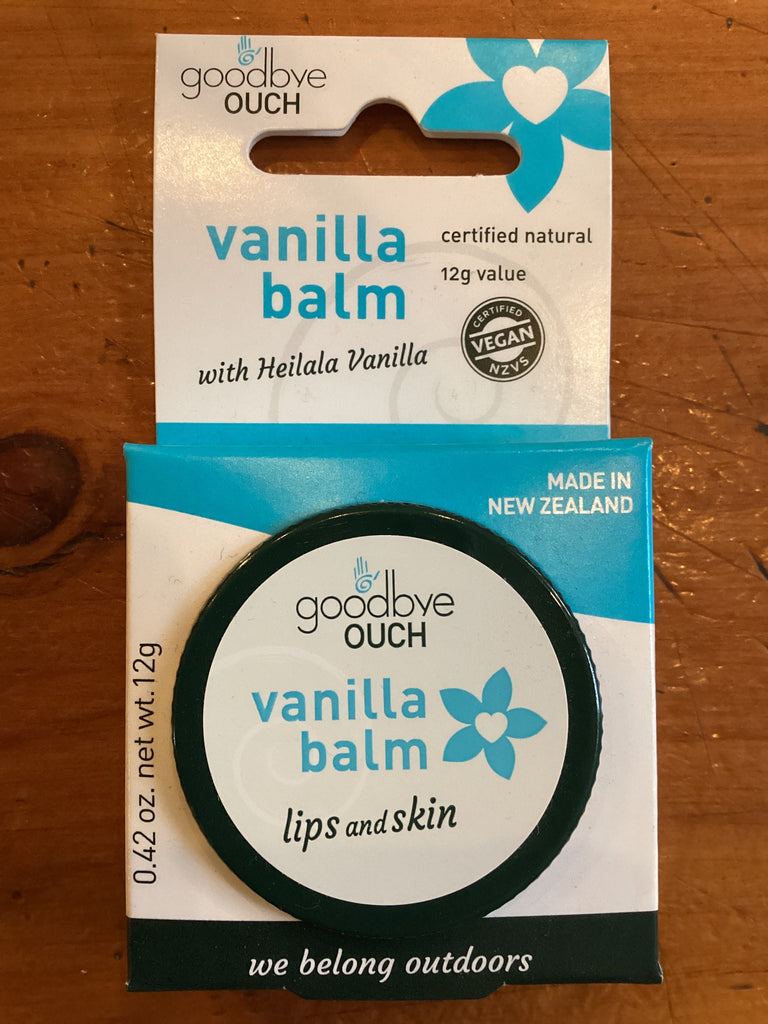 goodbye
OUCH
vanilla
balm
with Heilala Vanilla
certified natural
12g value
CERTIFIED
VEGAN
NZVS
MADE IN
NEW ZEALAND
goodbye
OUCH
vanilla
balm
lips and skin
0.42 oz. net wt. 12g
we belong outdoors